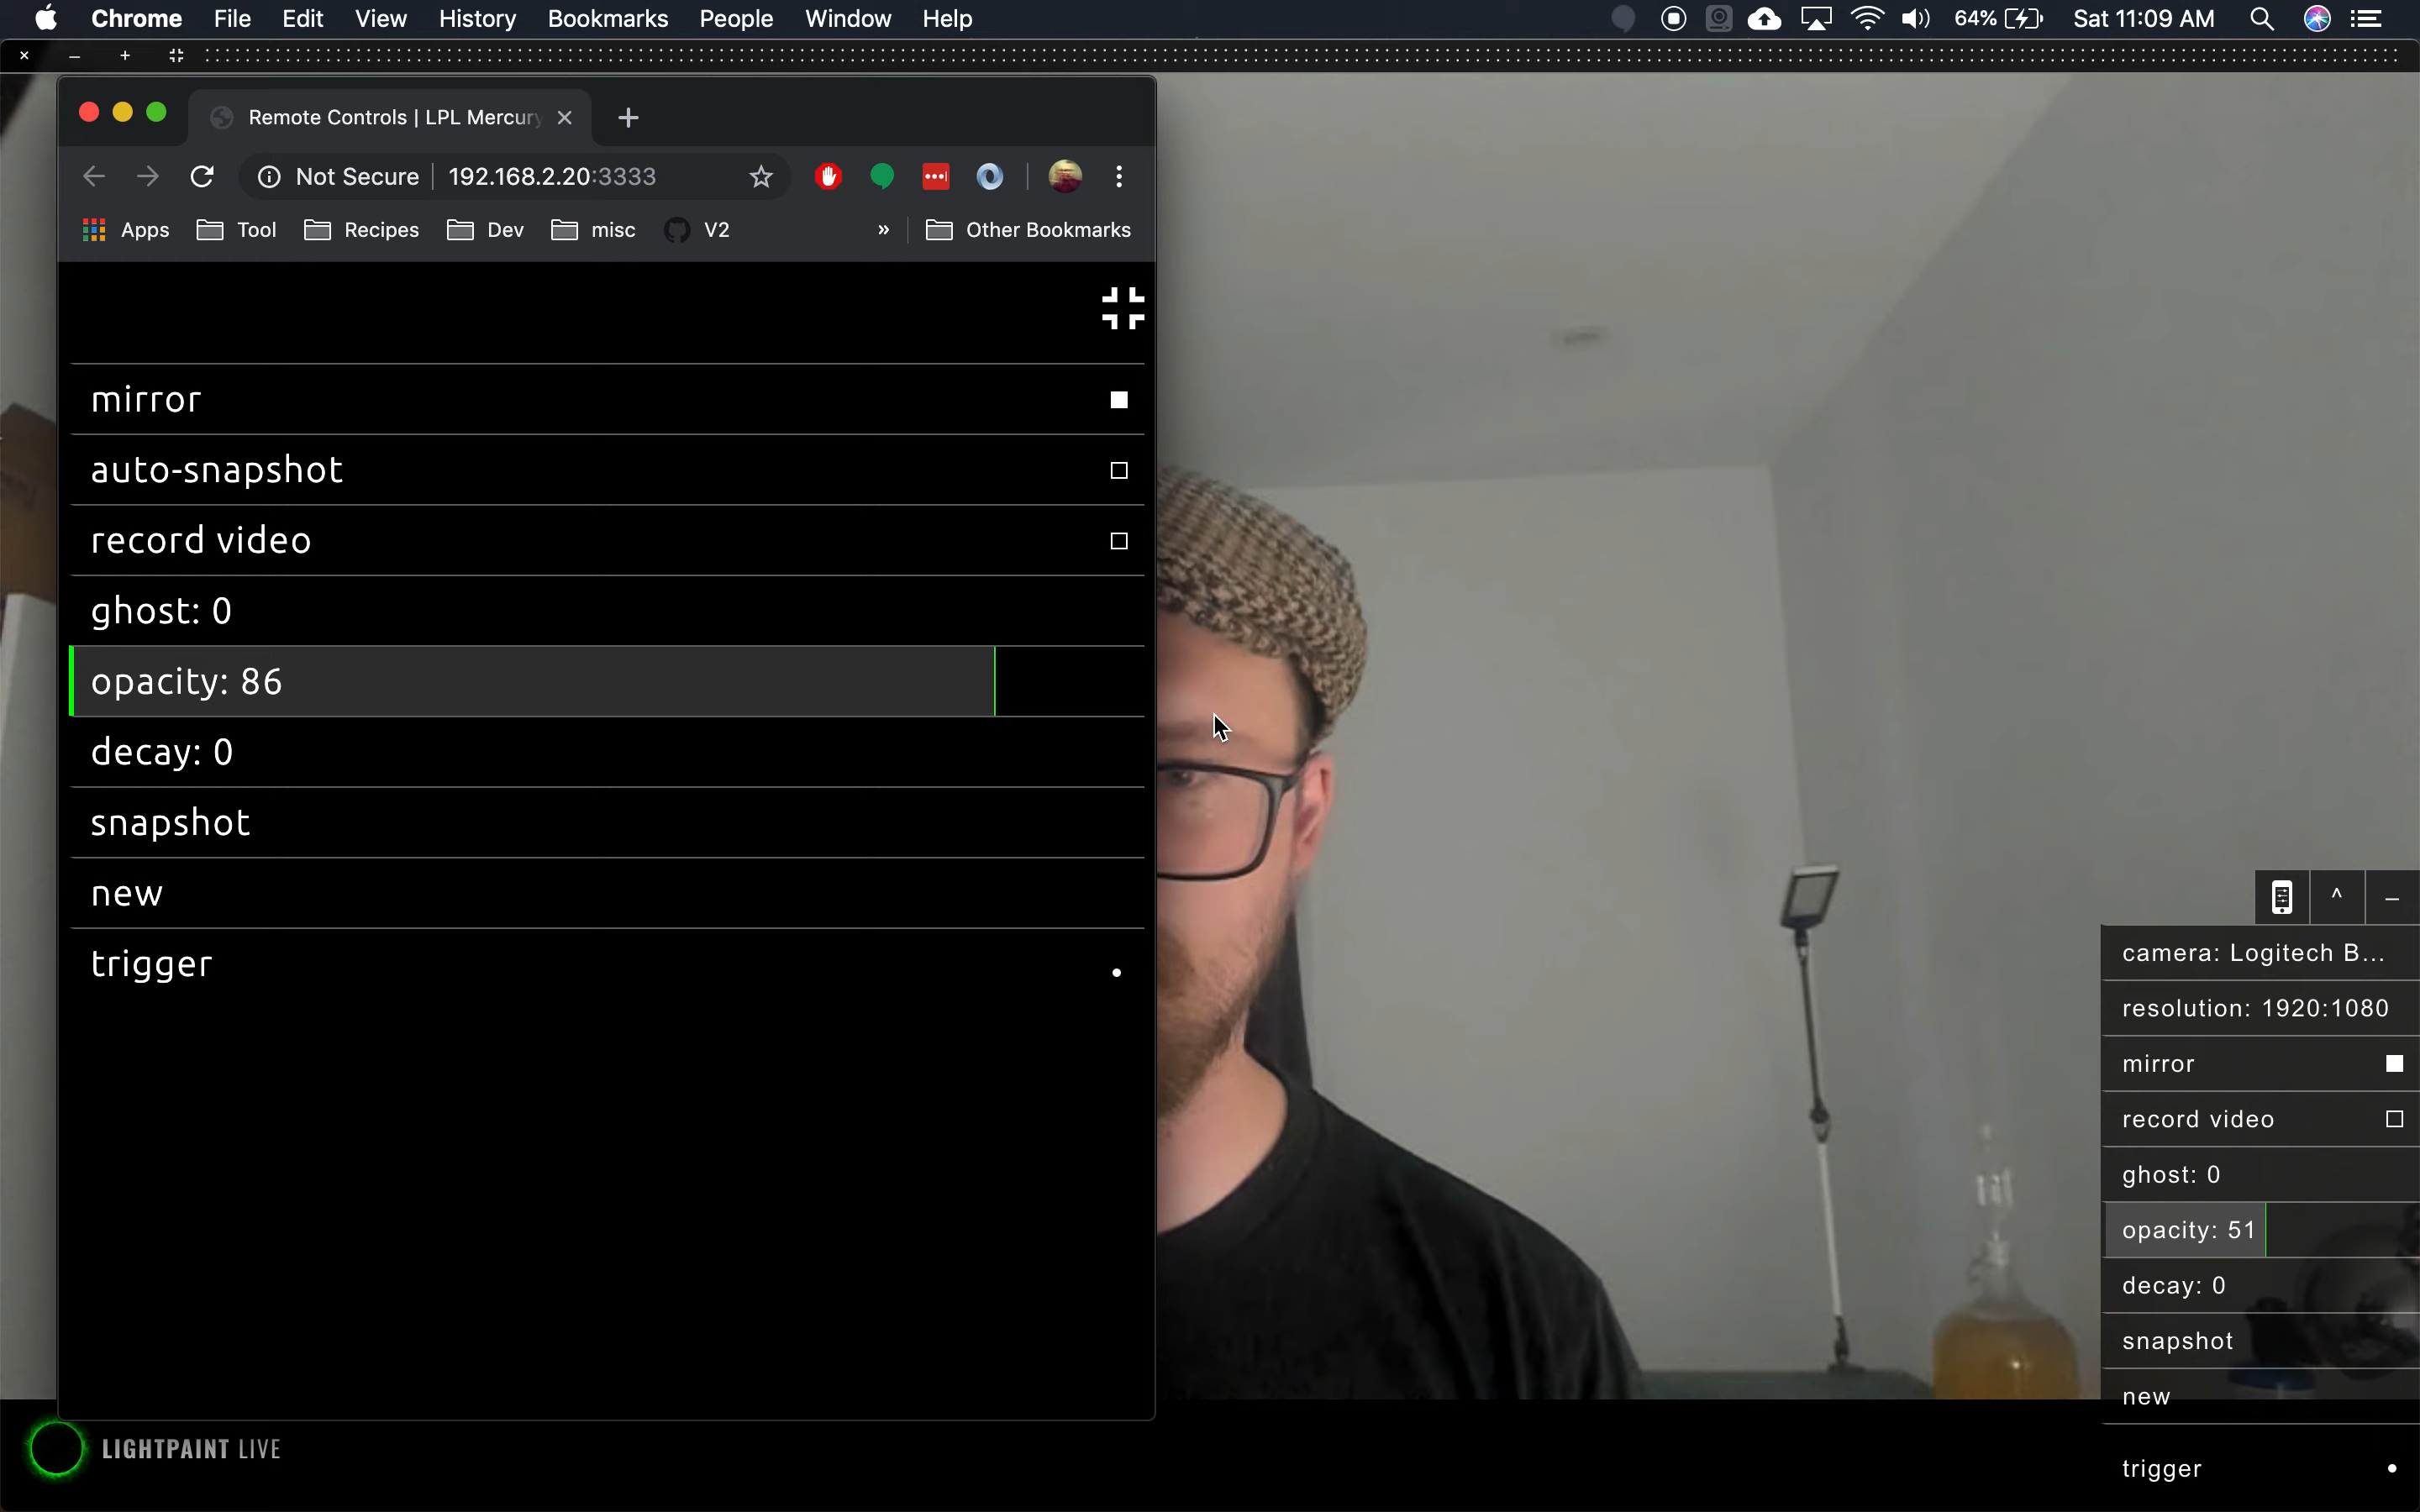 Chrome File Edit View History Bookmarks People Window Help 64% Sat 11:09 AM
Remote Controls | LPL Mercury
Not Secure 192.168.2.20:3333
Apps Tool Recipes Dev misc V2 » Other Bookmarks
mirror
auto-snapshot
record video
ghost: 0
opacity: 86
decay: 0
snapshot
new
trigger
camera: Logitech B...
resolution: 1920:1080
mirror
record video
ghost: 0
opacity: 51
decay: 0
snapshot
new
trigger
LIGHTPAINT LIVE